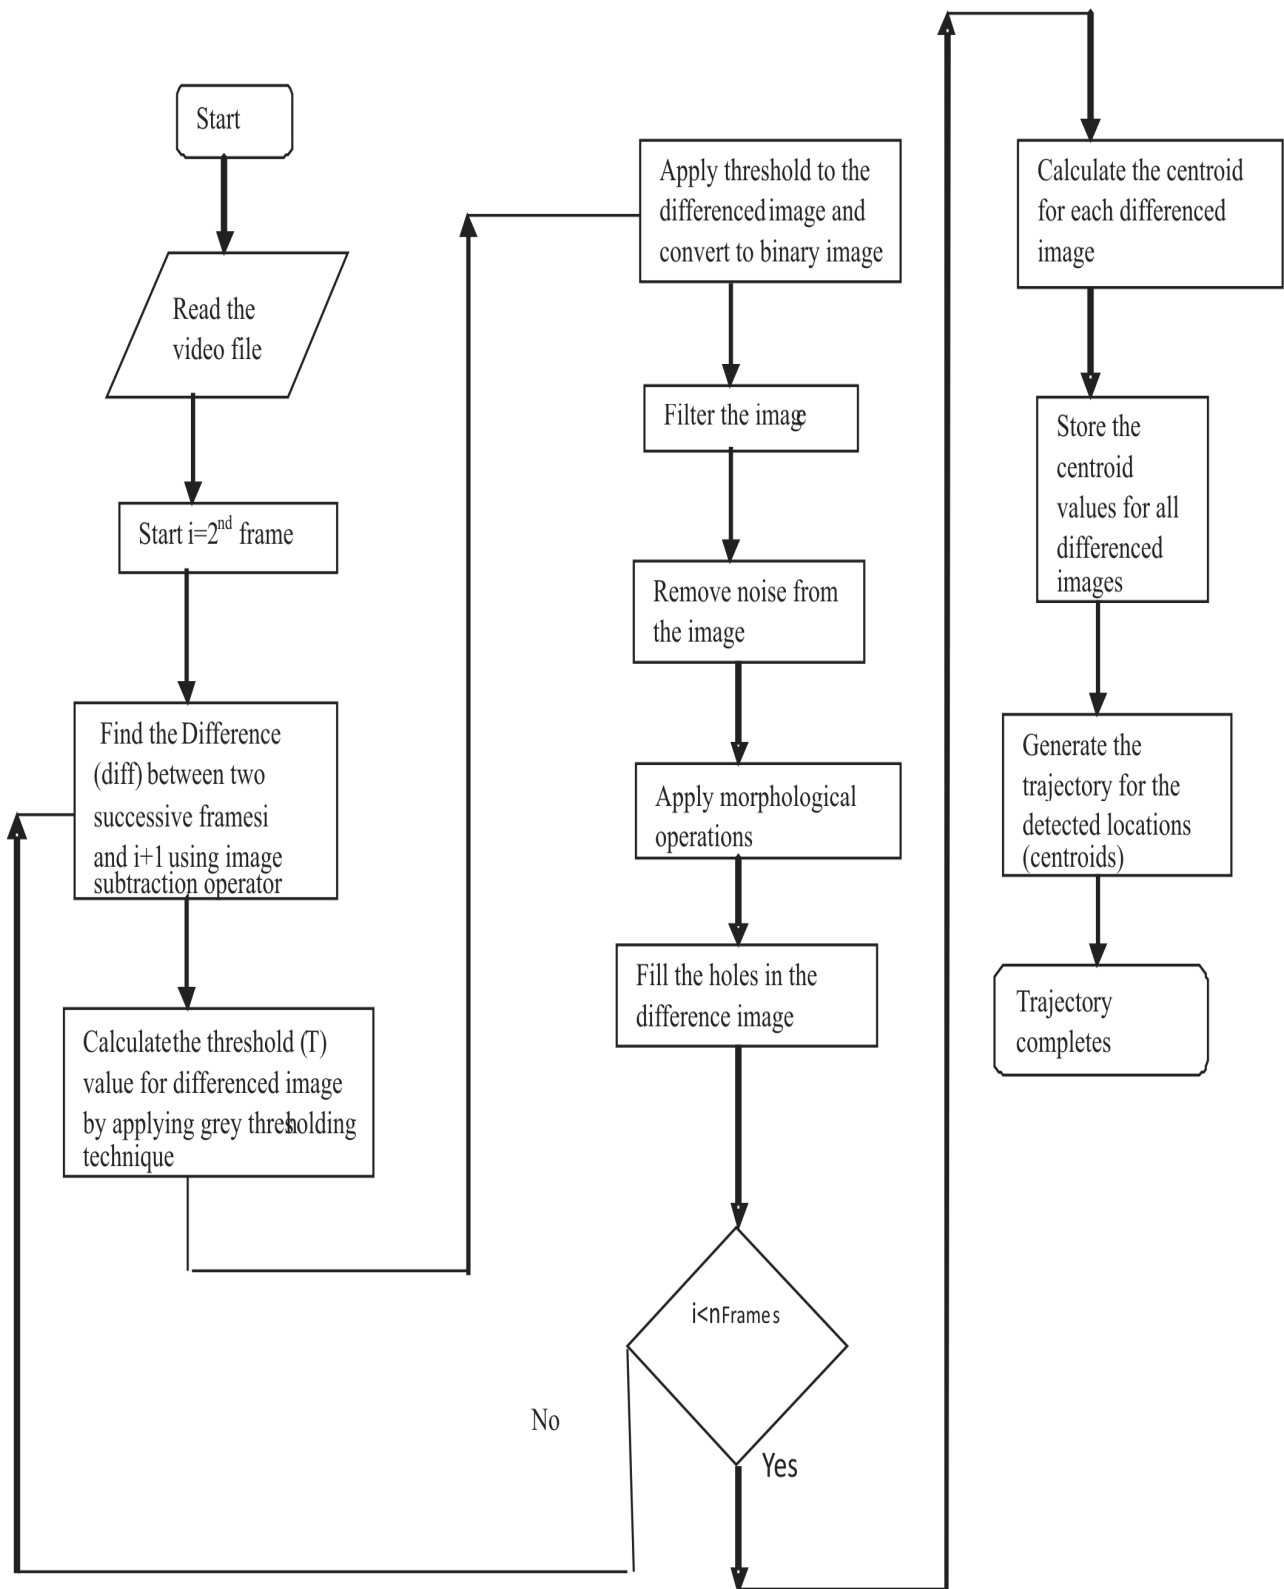 Start
Read the
video file
Start i=2nd frame
Find the Difference
(diff) between two
successive framesi
and i+1 using image
subtraction operator
Calculatethe threshold (T)
value for differenced image
by applying grey thresholding
technique
Apply threshold to the
differenced image and
convert to binary image
Filter the image
Remove noise from
the image
Apply morphological
operations
Fill the holes in the
difference image
i<nFrames
No
Yes
Calculate the centroid
for each differenced
image
Store the
centroid
values for all
differenced
images
Generate the
trajectory for the
detected locations
(centroids)
Trajectory
completes